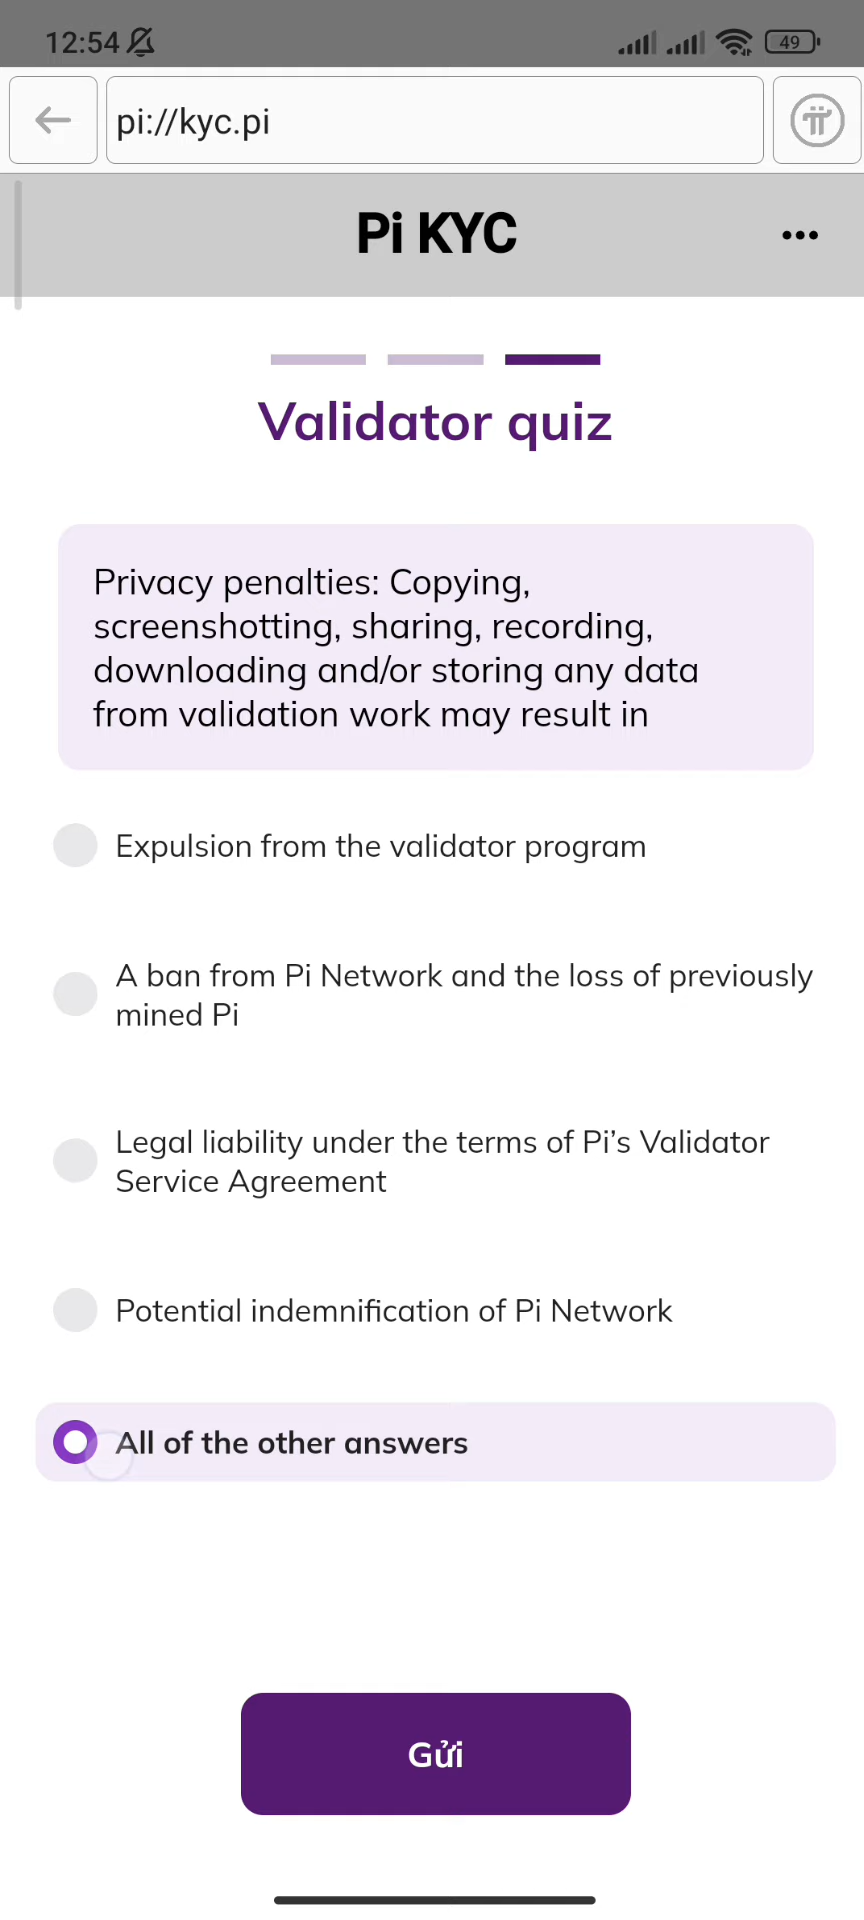 12:54
49
pi://kyc.pi
Pi KYC
Validator quiz
Privacy penalties: Copying,
screenshotting, sharing, recording,
downloading and/or storing any data
from validation work may result in
Expulsion from the validator program
A ban from Pi Network and the loss of previously
mined Pi
Legal liability under the terms of Pi’s Validator
Service Agreement
Potential indemnification of Pi Network
All of the other answers
Gửi